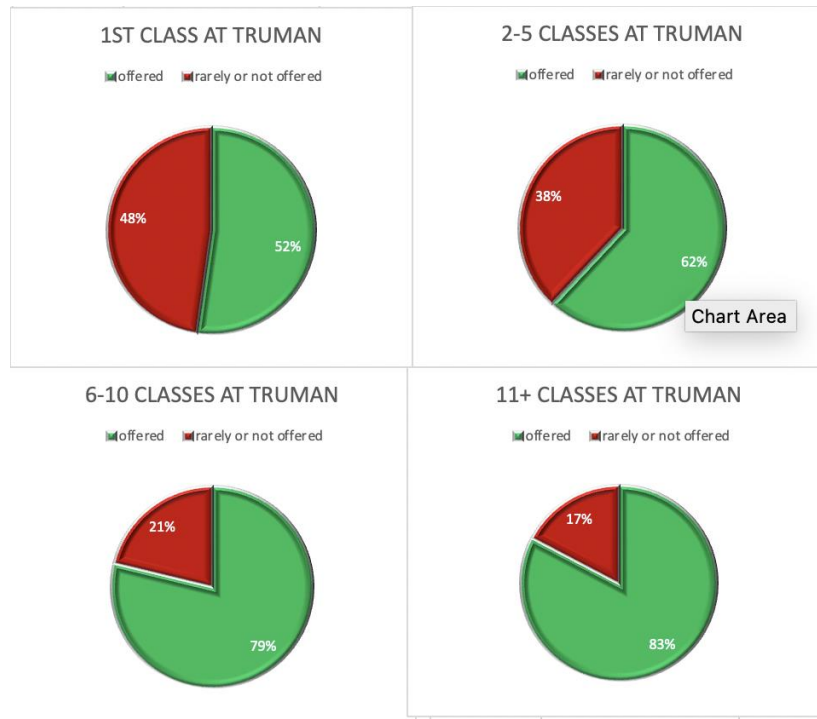 1ST CLASS AT TRUMAN
offered rarely or not offered
48%
52%
2-5 CLASSES AT TRUMAN
offered rarely or not offered
38%
62%
Chart Area
6-10 CLASSES AT TRUMAN
offered rarely or not offered
21%
79%
11+ CLASSES AT TRUMAN
offered rarely or not offered
17%
83%